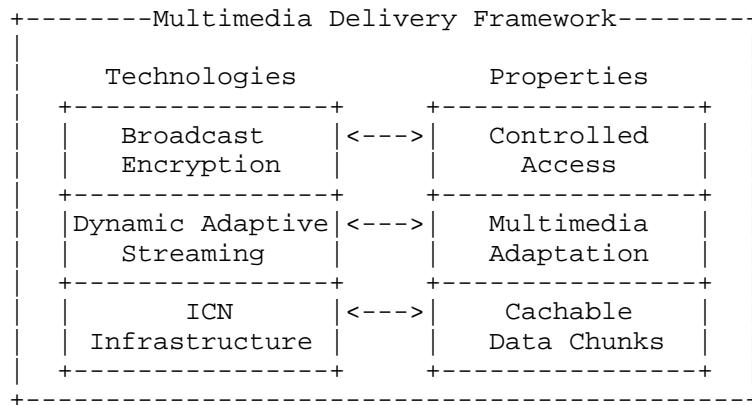 Multimedia Delivery Framework
Technologies Properties
Broadcast <---> Controlled
Encryption Access
Dynamic Adaptive <---> Multimedia
Streaming Adaptation
ICN <---> Cachable
Infrastructure Data Chunks